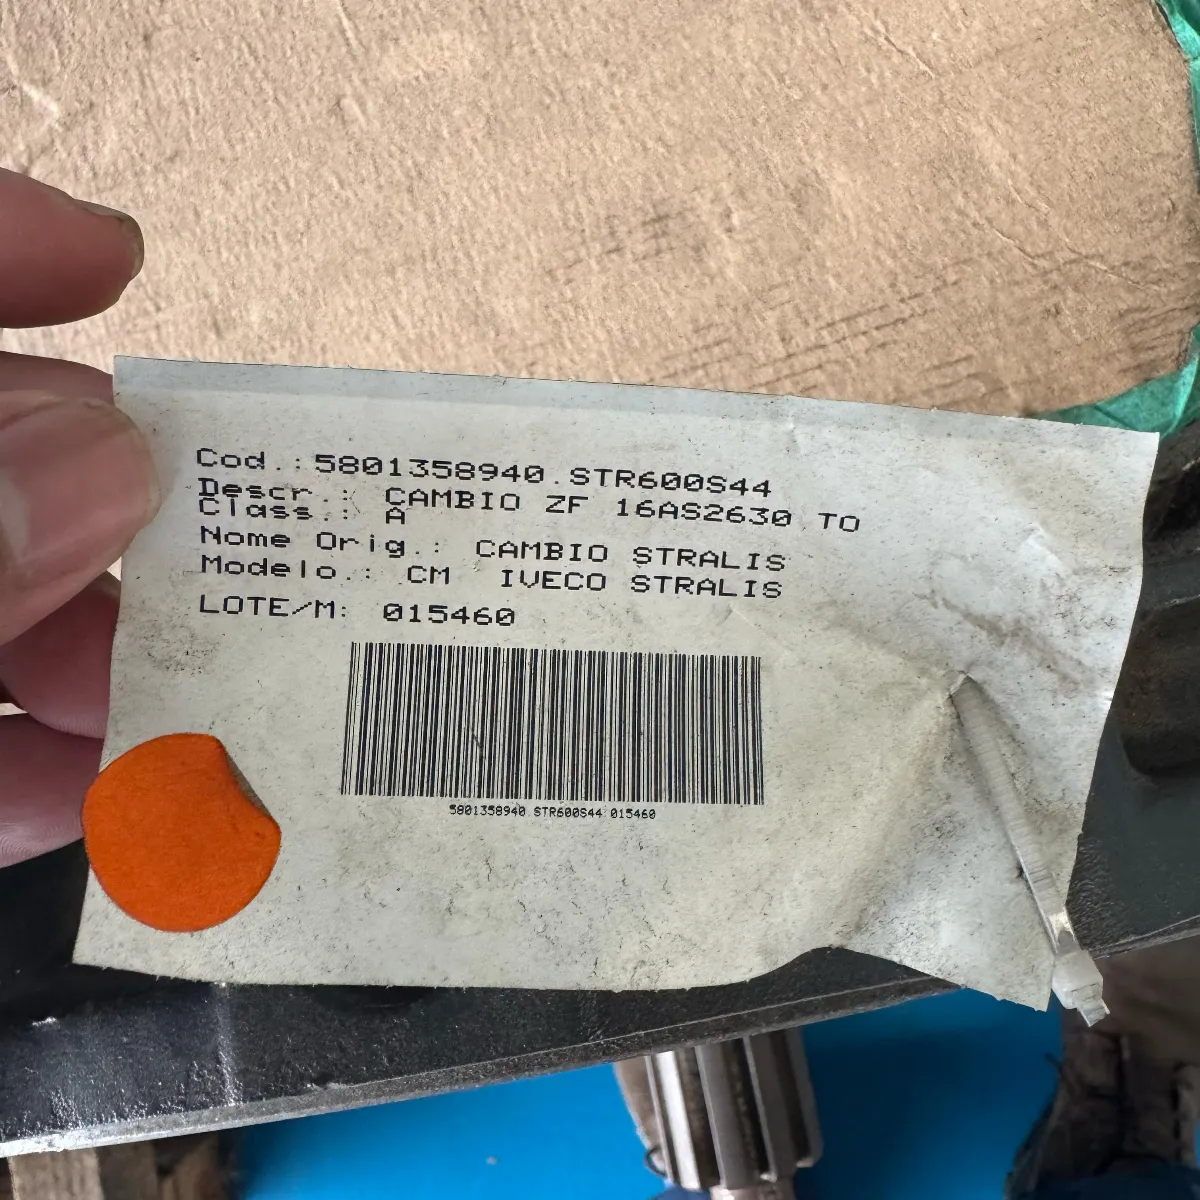 Cod.:5801358940.STR600S44
Descr.: CAMBIO ZF 16AS2630 TO
Class.: A
Nome Orig.: CAMBIO STRALIS
Modelo.: CM IVECO STRALIS
LOTE/M: 015460
5801358940.STR600S44.015460